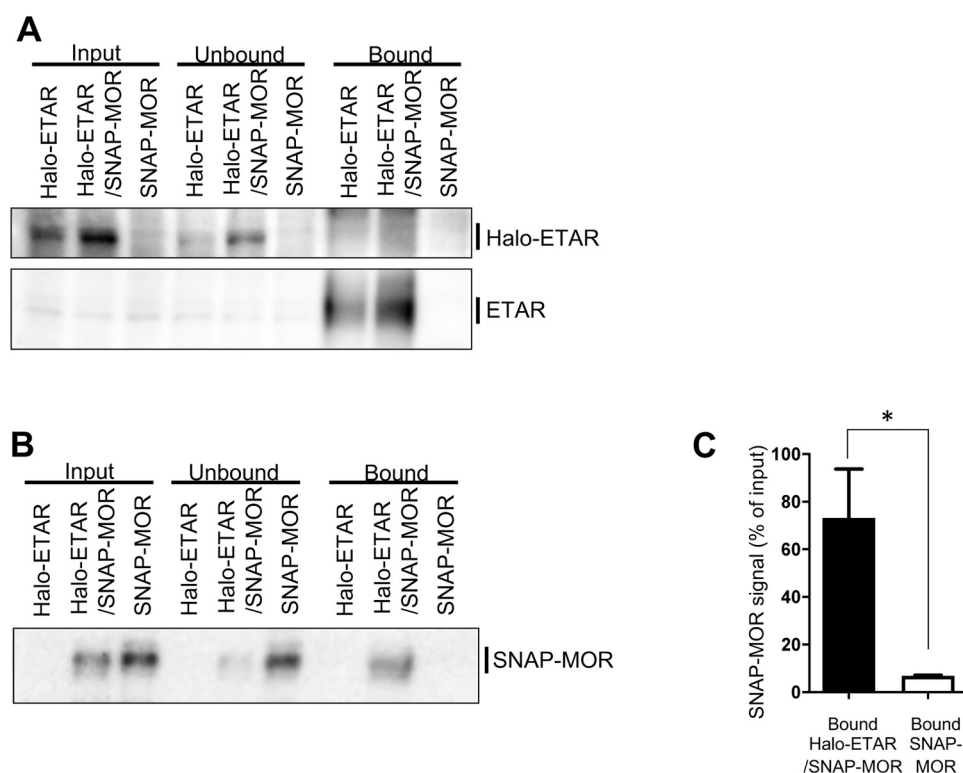 A
Input Unbound Bound
Halo-ETAR
Halo-ETAR
/SNAP-MOR
SNAP-MOR
Halo-ETAR
Halo-ETAR
/SNAP-MOR
SNAP-MOR
Halo-ETAR
Halo-ETAR
/SNAP-MOR
SNAP-MOR
Halo-ETAR
ETAR
B
Input Unbound Bound
Halo-ETAR
Halo-ETAR
/SNAP-MOR
SNAP-MOR
Halo-ETAR
Halo-ETAR
/SNAP-MOR
SNAP-MOR
Halo-ETAR
Halo-ETAR
/SNAP-MOR
SNAP-MOR
SNAP-MOR
C
*
SNAP-MOR signal (% of input)
100
80
60
40
20
0
Bound
Halo-ETAR
/SNAP-MOR
Bound
SNAP-
MOR